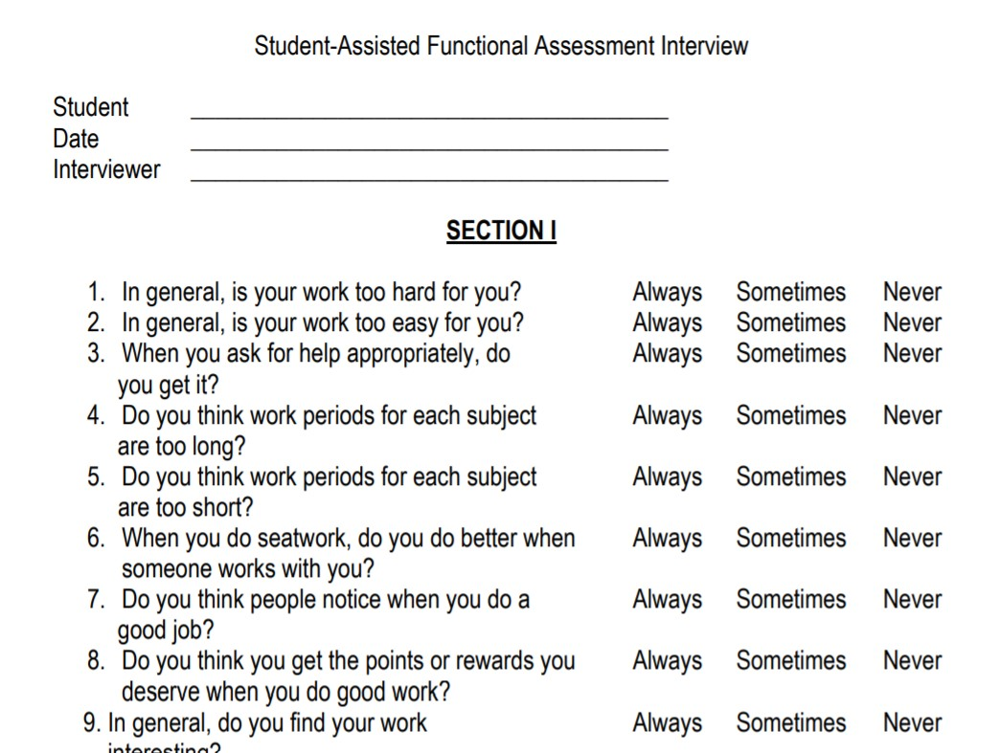 Student-Assisted Functional Assessment Interview
Student
Date
Interviewer
SECTION I
1. In general, is your work too hard for you? Always Sometimes Never
2. In general, is your work too easy for you? Always Sometimes Never
3. When you ask for help appropriately, do Always Sometimes Never
you get it?
4. Do you think work periods for each subject Always Sometimes Never
are too long?
5. Do you think work periods for each subject Always Sometimes Never
are too short?
6. When you do seatwork, do you do better when Always Sometimes Never
someone works with you?
7. Do you think people notice when you do a Always Sometimes Never
good job?
8. Do you think you get the points or rewards you Always Sometimes Never
deserve when you do good work?
9. In general, do you find your work Always Sometimes Never
interesting?